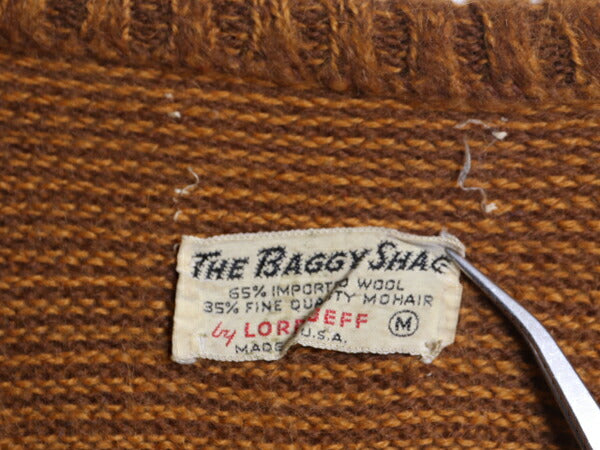 THE BAGGY SHAG
65% IMPORTED WOOL
35% FINE QUALITY MOHAIR
by LORD JEFF M
MADE U.S.A.